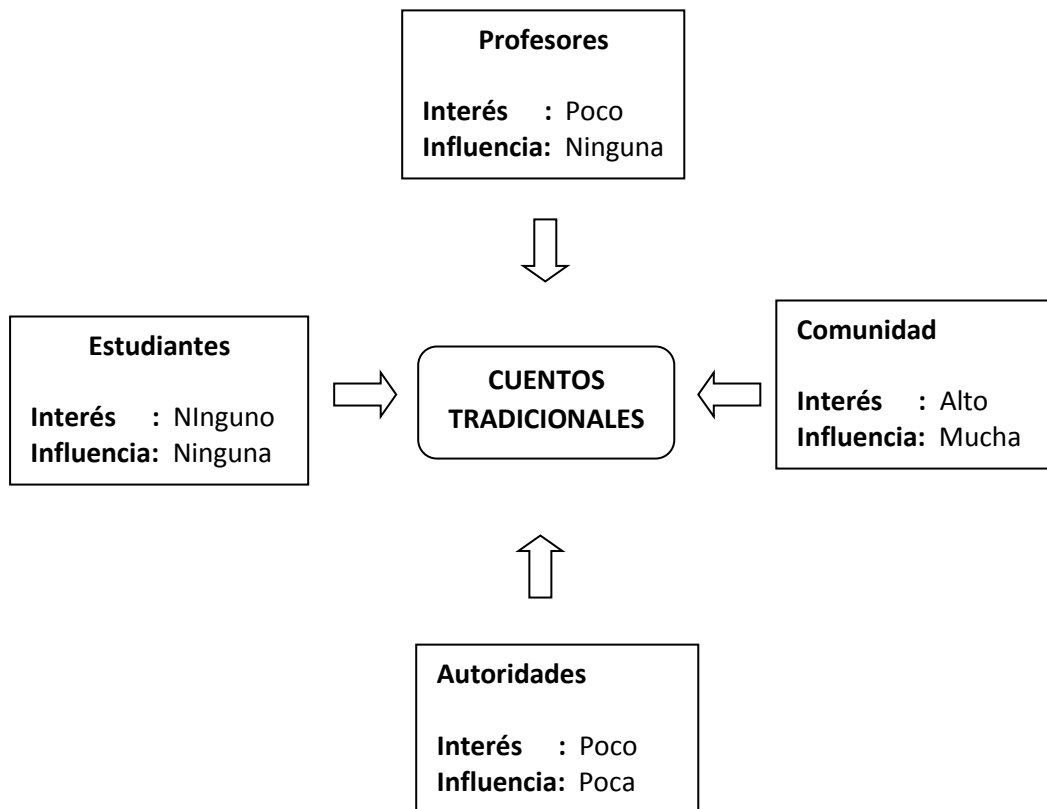 Profesores
Interés : Poco
Influencia: Ninguna
Estudiantes
Interés : NInguno
Influencia: Ninguna
CUENTOS
TRADICIONALES
Comunidad
Interés : Alto
Influencia: Mucha
Autoridades
Interés : Poco
Influencia: Poca